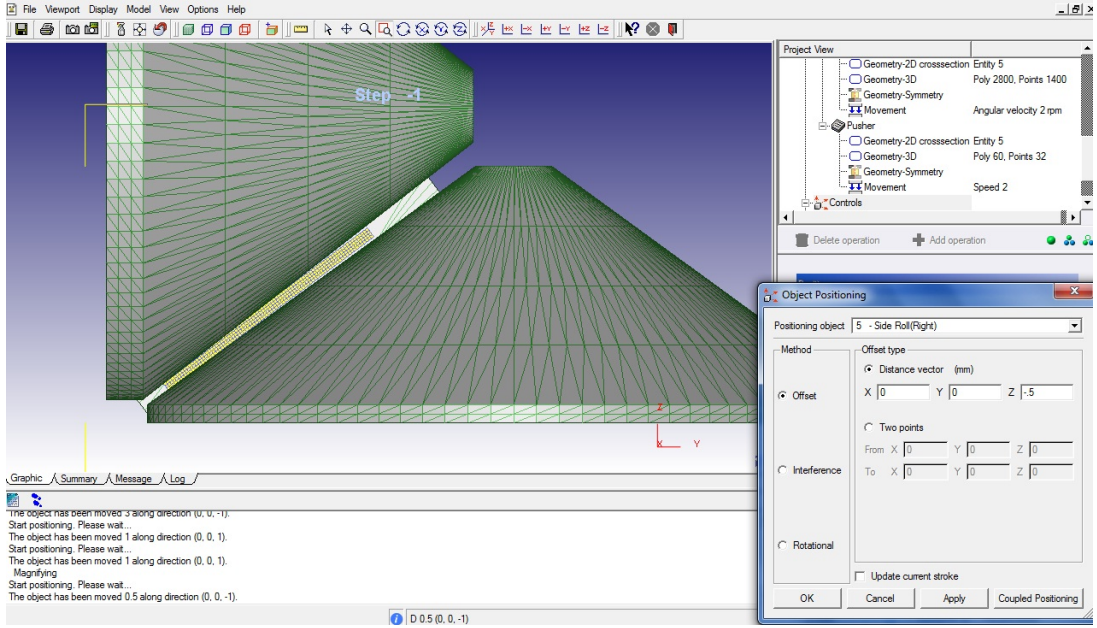 File Viewport Display Model View Options Help
Step -1
Z
X
Y
Graphic Summary Message Log
The object has been moved 3 along direction (0, 0, -1).
Start positioning. Please wait...
The object has been moved 1 along direction (0, 0, 1).
Start positioning. Please wait...
The object has been moved 1 along direction (0, 0, 1).
Magnifying
Start positioning. Please wait...
The object has been moved 0.5 along direction (0, 0, -1).
D 0.5 (0, 0, -1)
Project View
Geometry-2D crosssection Entity 5
Geometry-3D Poly 2800, Points 1400
Geometry-Symmetry
Movement Angular velocity 2 rpm
Pusher
Geometry-2D crosssection Entity 5
Geometry-3D Poly 60, Points 32
Geometry-Symmetry
Movement Speed 2
Controls
Delete operation Add operation
Object Positioning
Positioning object 5 - Side Roll(Right)
Method
Offset
Interference
Rotational
Offset type
Distance vector (mm)
X 0 Y 0 Z -.5
Two points
From X 0 Y 0 Z 0
To X 0 Y 0 Z 0
Update current stroke
OK Cancel Apply Coupled Positioning